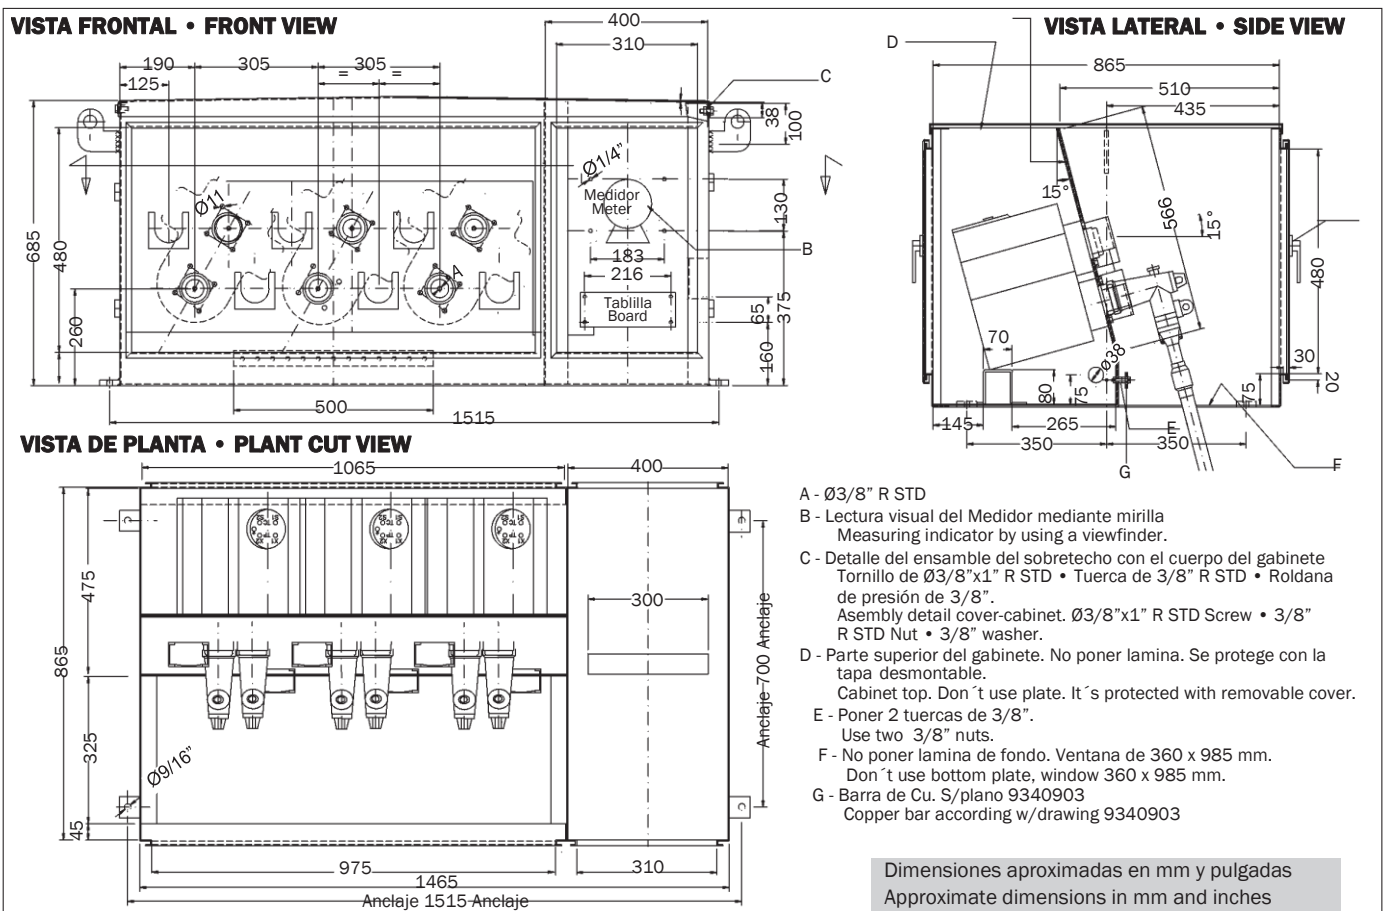 VISTA FRONTAL • FRONT VIEW
400
310
190
305
305
=
=
125
C
38
100
Ø1/4”
Ø11
Medidor
Meter
130
685
480
B
183
216
A
Tablilla
Board
65
375
260
160
500
1515
VISTA LATERAL • SIDE VIEW
D
865
510
435
15°
566
15°
480
70
Ø38
30
80
75
75
20
145
265
E
350
350
F
G
VISTA DE PLANTA • PLANT CUT VIEW
1065
400
475
300
865
Anclaje 700 Anclaje
325
Ø9/16”
45
975
310
1465
Anclaje 1515 Anclaje
A - Ø3/8” R STD
B - Lectura visual del Medidor mediante mirilla
Measuring indicator by using a viewfinder.
C - Detalle del ensamble del sobretecho con el cuerpo del gabinete
Tornillo de Ø3/8”x1” R STD • Tuerca de 3/8” R STD • Roldana
de presión de 3/8”.
Asembly detail cover-cabinet. Ø3/8”x1” R STD Screw • 3/8”
R STD Nut • 3/8” washer.
D - Parte superior del gabinete. No poner lamina. Se protege con la
tapa desmontable.
Cabinet top. Don´t use plate. It´s protected with removable cover.
E - Poner 2 tuercas de 3/8”.
Use two 3/8” nuts.
F - No poner lamina de fondo. Ventana de 360 x 985 mm.
Don´t use bottom plate, window 360 x 985 mm.
G - Barra de Cu. S/plano 9340903
Copper bar according w/drawing 9340903
Dimensiones aproximadas en mm y pulgadas
Approximate dimensions in mm and inches